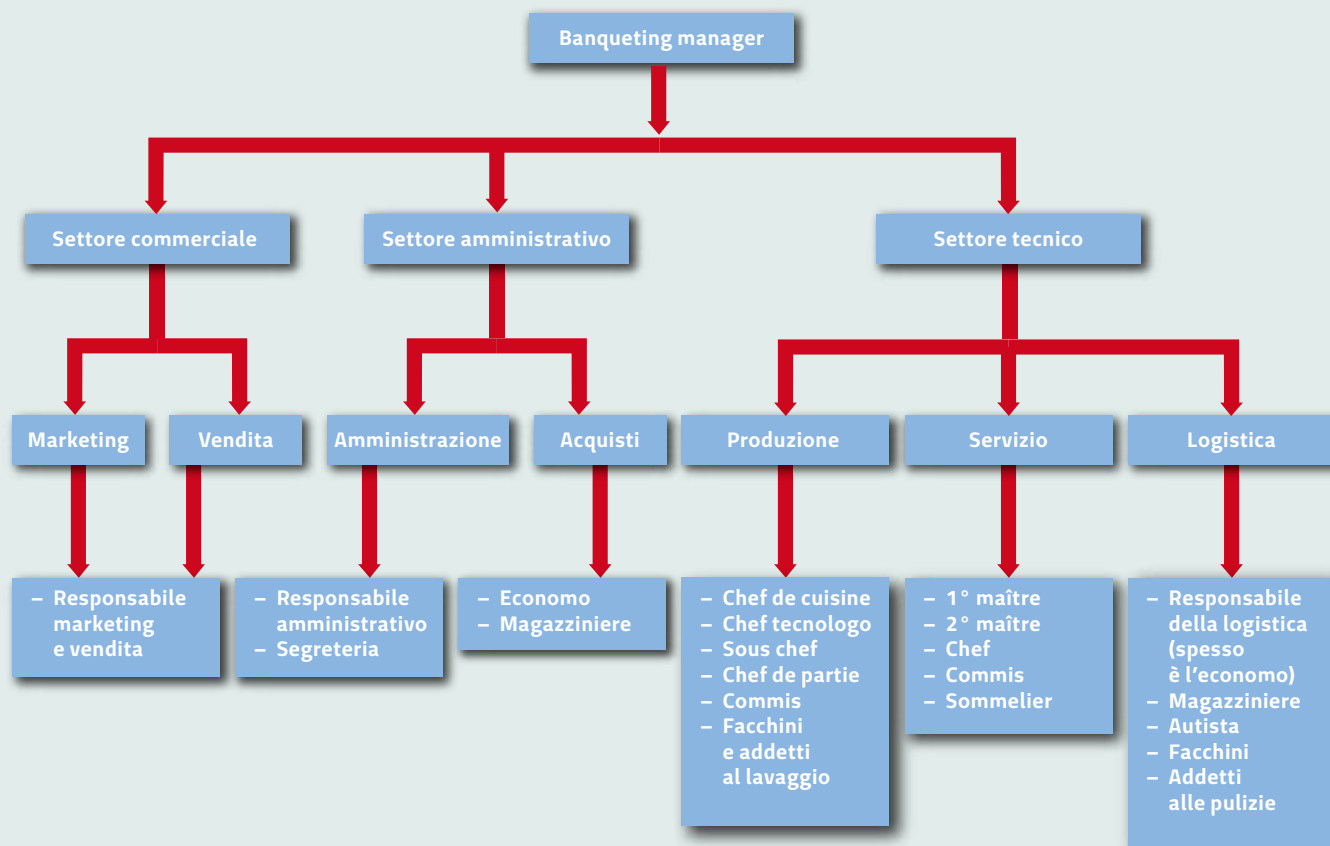 Banqueting manager
Settore commerciale
Settore amministrativo
Settore tecnico
Marketing
Vendita
Amministrazione
Acquisti
Produzione
Servizio
Logistica
– Responsabile
marketing
e vendita
– Responsabile
amministrativo
– Segreteria
– Economo
– Magazziniere
– Chef de cuisine
– Chef tecnologo
– Sous chef
– Chef de partie
– Commis
– Facchini
e addetti
al lavaggio
– 1° maître
– 2° maître
– Chef
– Commis
– Sommelier
– Responsabile
della logistica
(spesso
è l'economo)
– Magazziniere
– Autista
– Facchini
– Addetti
alle pulizie